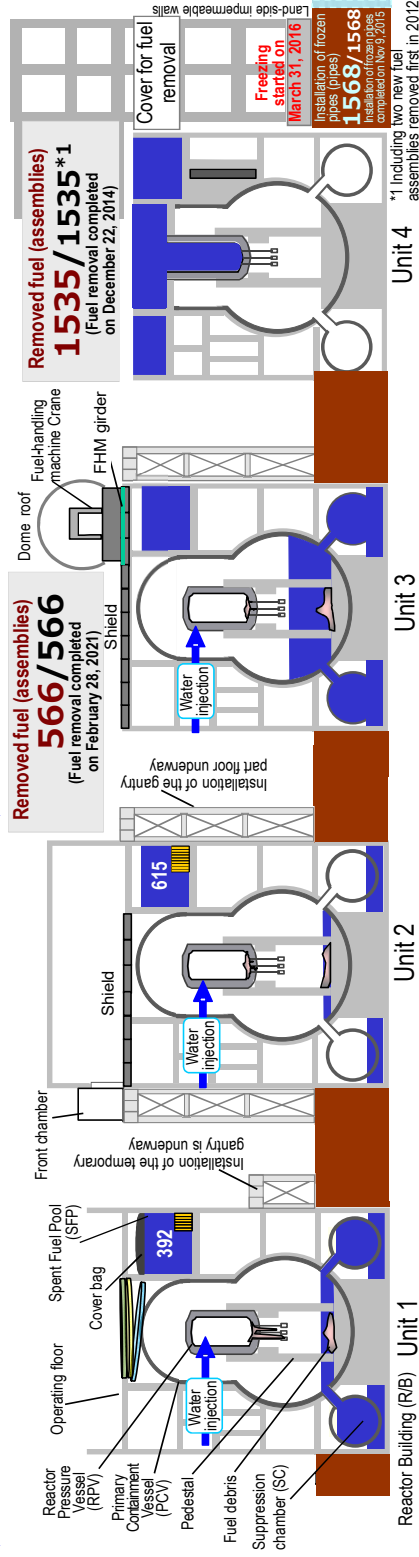 Operating floor
Reactor
Pressure
Vessel
(RPV)
Primary
Containment
Vessel
(PCV)
Pedestal
Fuel debris
Suppression
chamber (SC)
Reactor Building (R/B)
Water
injection
Cover bag
Spent Fuel Pool
(SFP)
392
Unit 1
Installation of the temporary
gantry is underway
Front chamber
Shield
Water
injection
615
Unit 2
Installation of the gantry
part floor underway
Removed fuel (assemblies)
566/566
(Fuel removal completed
on February 28, 2021)
Shield
Dome roof
Fuel-handling
machine Crane
FHM girder
Water
injection
Unit 3
Removed fuel (assemblies)
1535/1535*1
(Fuel removal completed
on December 22, 2014)
Unit 4
Cover for fuel
removal
Land-side impermeable walls
Freezing
started on
March 31, 2016
Installation of frozen
pipes (pipes)
1568/1568
Installation of frozen pipes
completed on Nov 9, 2015
*1 Including two new fuel
assemblies removed first in 2012